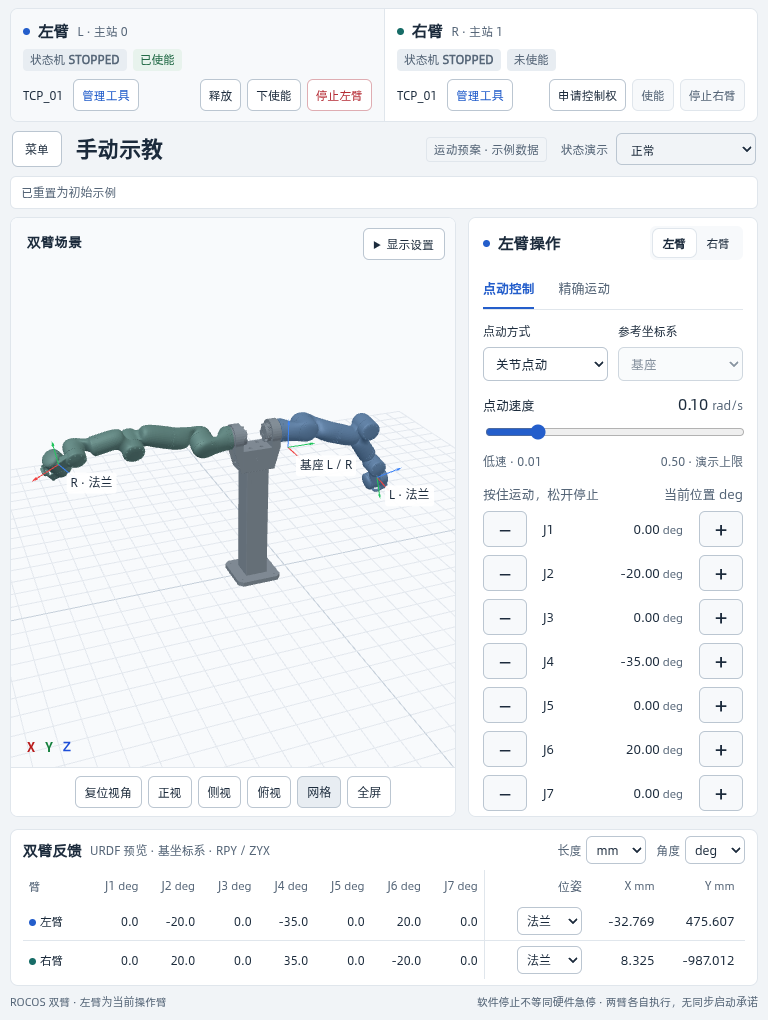 左臂 L · 主站 0
状态机 STOPPED 已使能
TCP_01 管理工具 释放 下使能 停止左臂
右臂 R · 主站 1
状态机 STOPPED 未使能
TCP_01 管理工具 申请控制权 使能 停止右臂
菜单 手动示教 运动预案 · 示例数据 状态演示 正常
已重置为初始示例
双臂场景 显示设置
R · 法兰
基座 L / R
L · 法兰
X Y Z
复位视角 正视 侧视 俯视 网格 全屏
左臂操作 左臂 右臂
点动控制 精确运动
点动方式 参考坐标系
关节点动 基座
点动速度 0.10 rad/s
低速 · 0.01 0.50 · 演示上限
按住运动，松开停止 当前位置 deg
− J1 0.00 deg +
− J2 -20.00 deg +
− J3 0.00 deg +
− J4 -35.00 deg +
− J5 0.00 deg +
− J6 20.00 deg +
− J7 0.00 deg +
双臂反馈 URDF 预览 · 基坐标系 · RPY / ZYX 长度 mm 角度 deg
臂 J1 deg J2 deg J3 deg J4 deg J5 deg J6 deg J7 deg 位姿 X mm Y mm
左臂 0.0 -20.0 0.0 -35.0 0.0 20.0 0.0 法兰 -32.769 475.607
右臂 0.0 20.0 0.0 35.0 0.0 -20.0 0.0 法兰 8.325 -987.012
ROCOS 双臂 · 左臂为当前操作臂 软件停止不等同硬件急停 · 两臂各自执行，无同步启动承诺